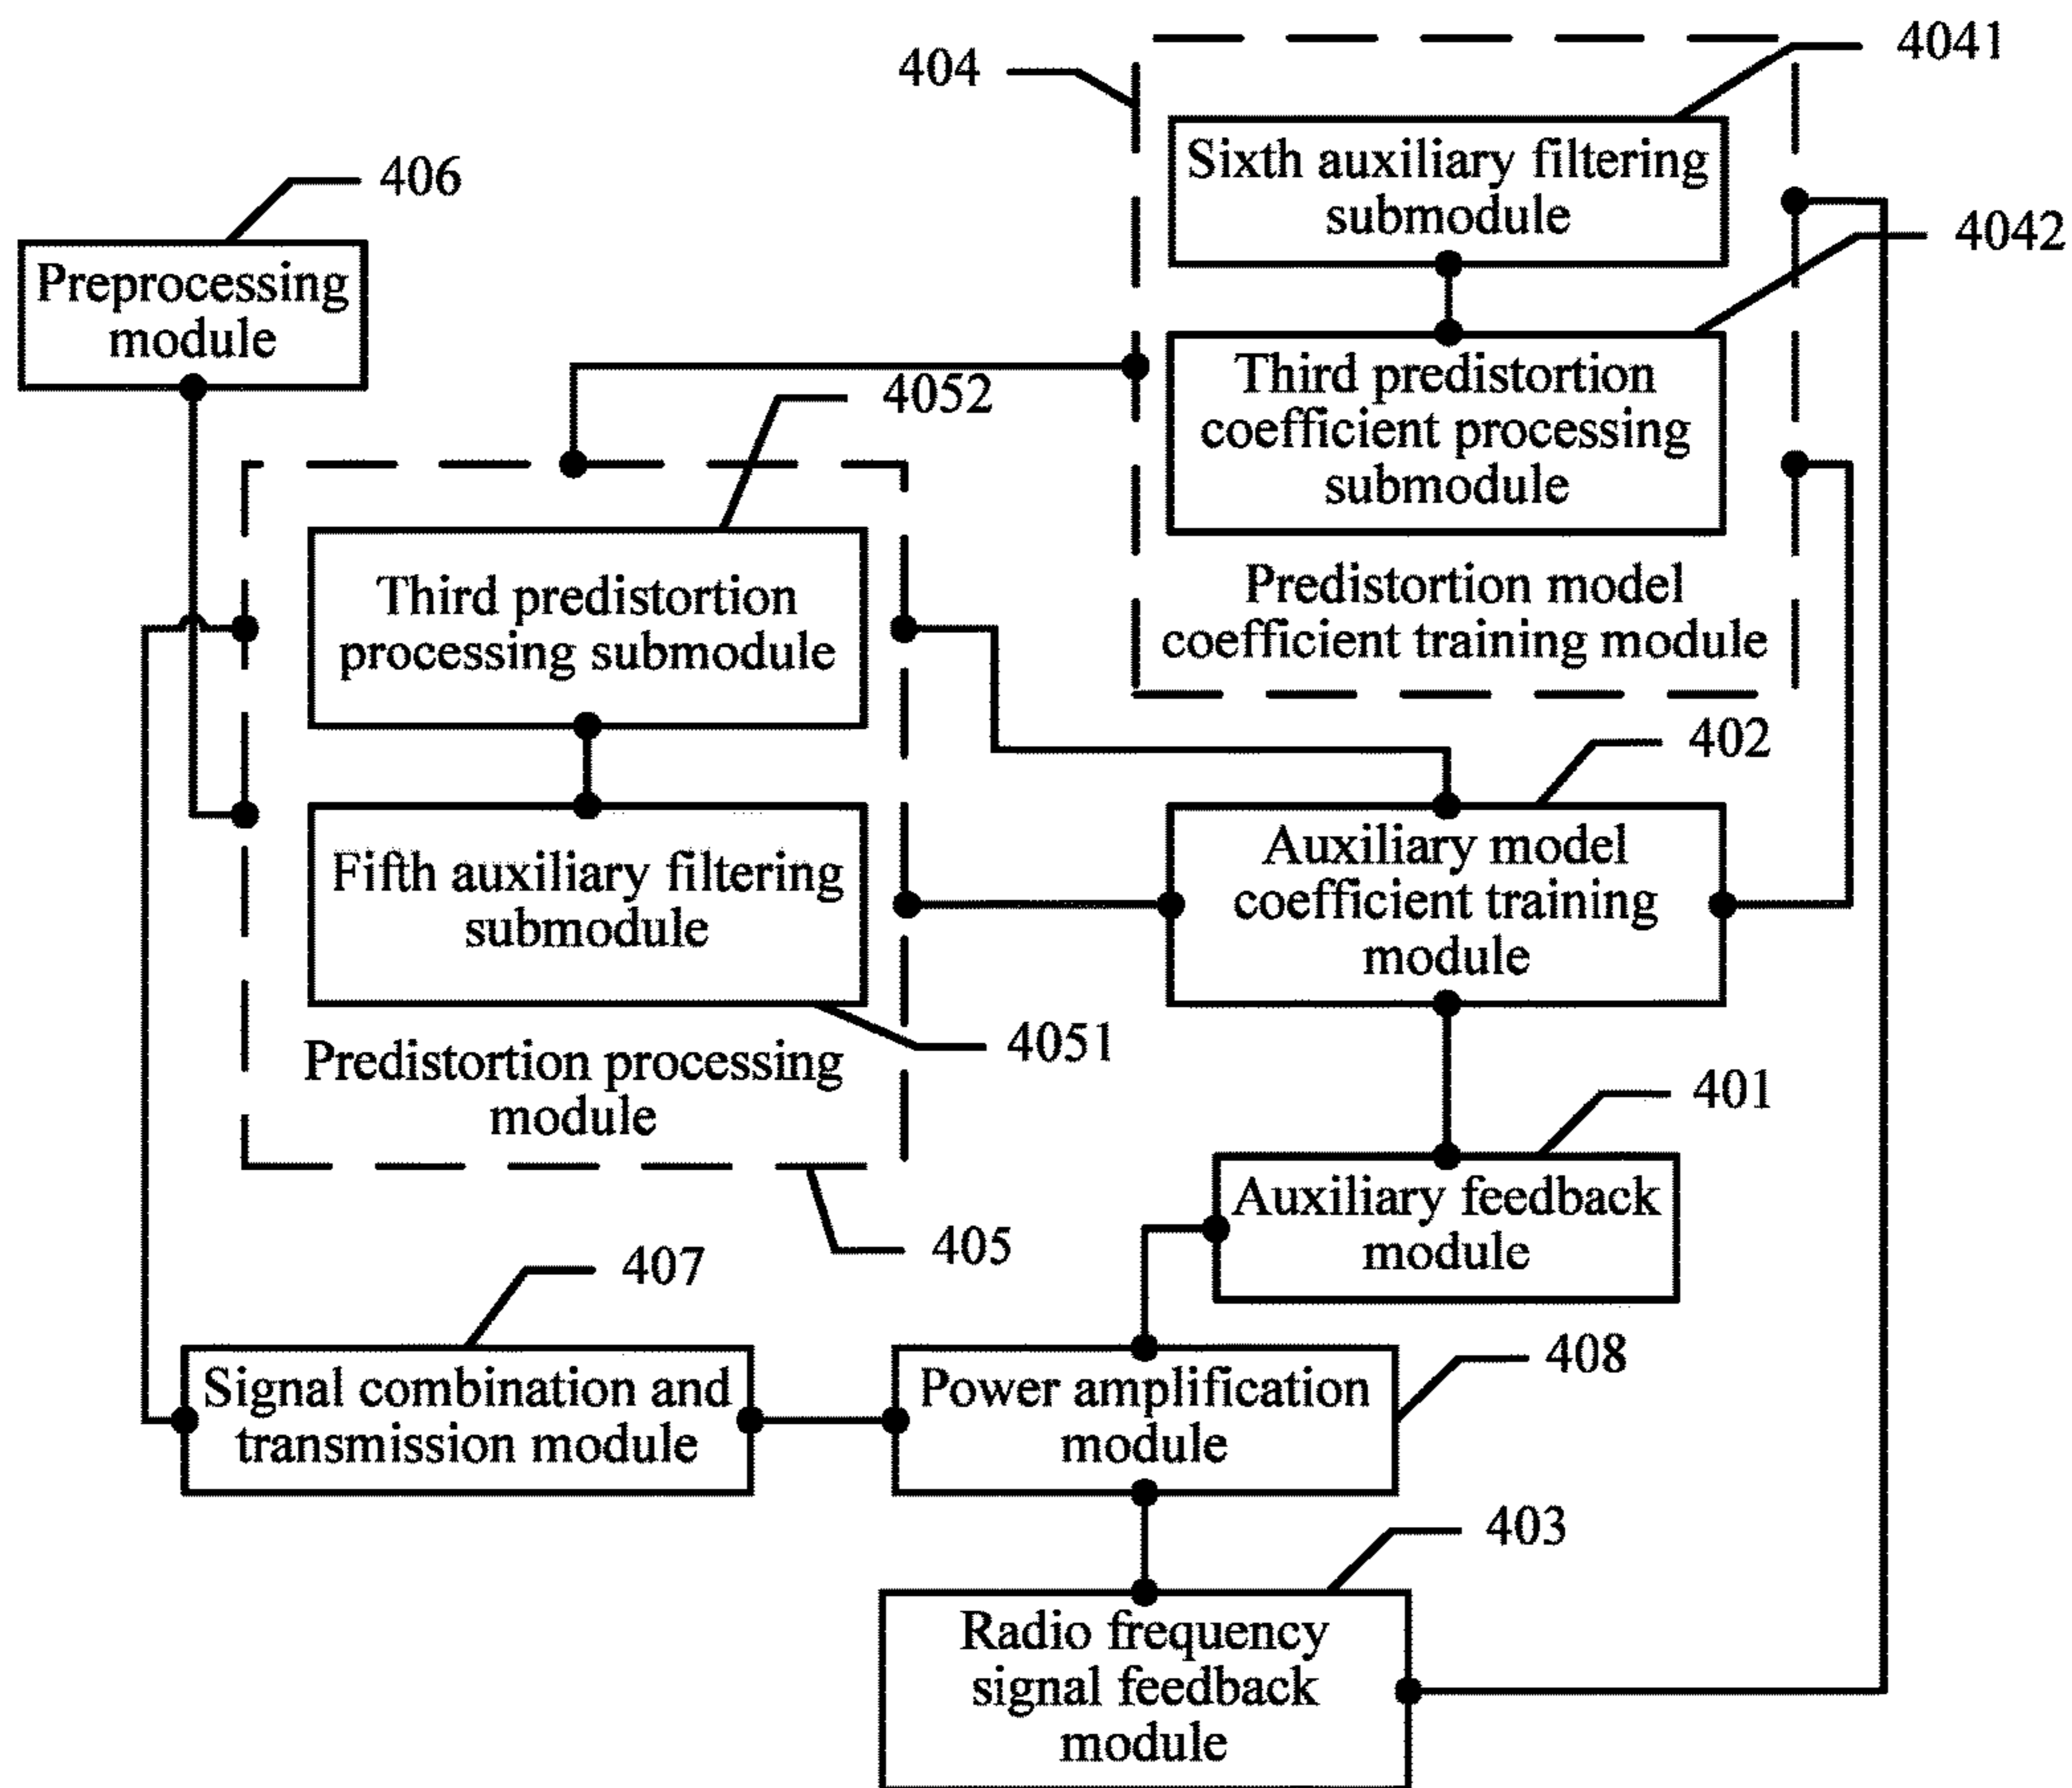 404
4041
Sixth auxiliary filtering
submodule
406
4042
Preprocessing
module
Third predistortion
coefficient processing
submodule
4052
Predistortion model
coefficient training module
Third predistortion
processing submodule
402
Auxiliary model
coefficient training
module
Fifth auxiliary filtering
submodule
4051
Predistortion processing
module
401
Auxiliary feedback
module
405
407
Signal combination and
transmission module
408
Power amplification
module
403
Radio frequency
signal feedback
module